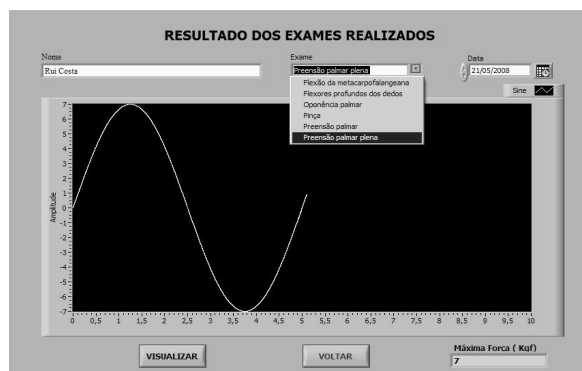 RESULTADO DOS EXAMES REALIZADOS
Nome
Exame
Data
Rui Costa
Preensão palmar plena
21/05/2008
Flexão da metacarpofalangeana
Flexores profundos dos dedos
Oponência palmar
Pinça
Preensão palmar
Preensão palmar plena
Sine
Amplitude
7
6
5
4
3
2
1
0
-1
-2
-3
-4
-5
-6
-7
0 0,5 1 1,5 2 2,5 3 3,5 4 4,5 5 5,5 6 6,5 7 7,5 8 8,5 9 9,5 10
VISUALIZAR
VOLTAR
Máxima Forca ( Kgf)
7